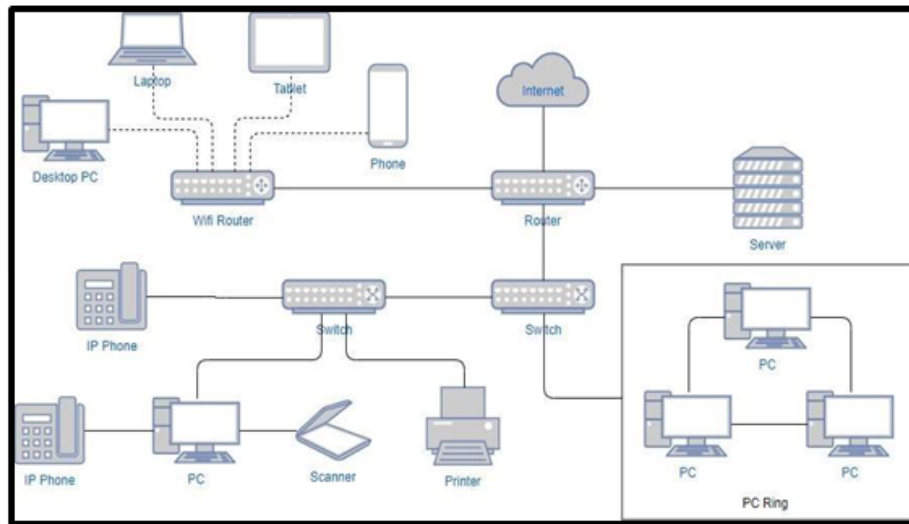 Laptop
Tablet
Internet
Desktop PC
Phone
Wifi Router
Router
Server
IP Phone
Switch
Switch
PC
IP Phone
PC
Scanner
Printer
PC
PC
PC Ring